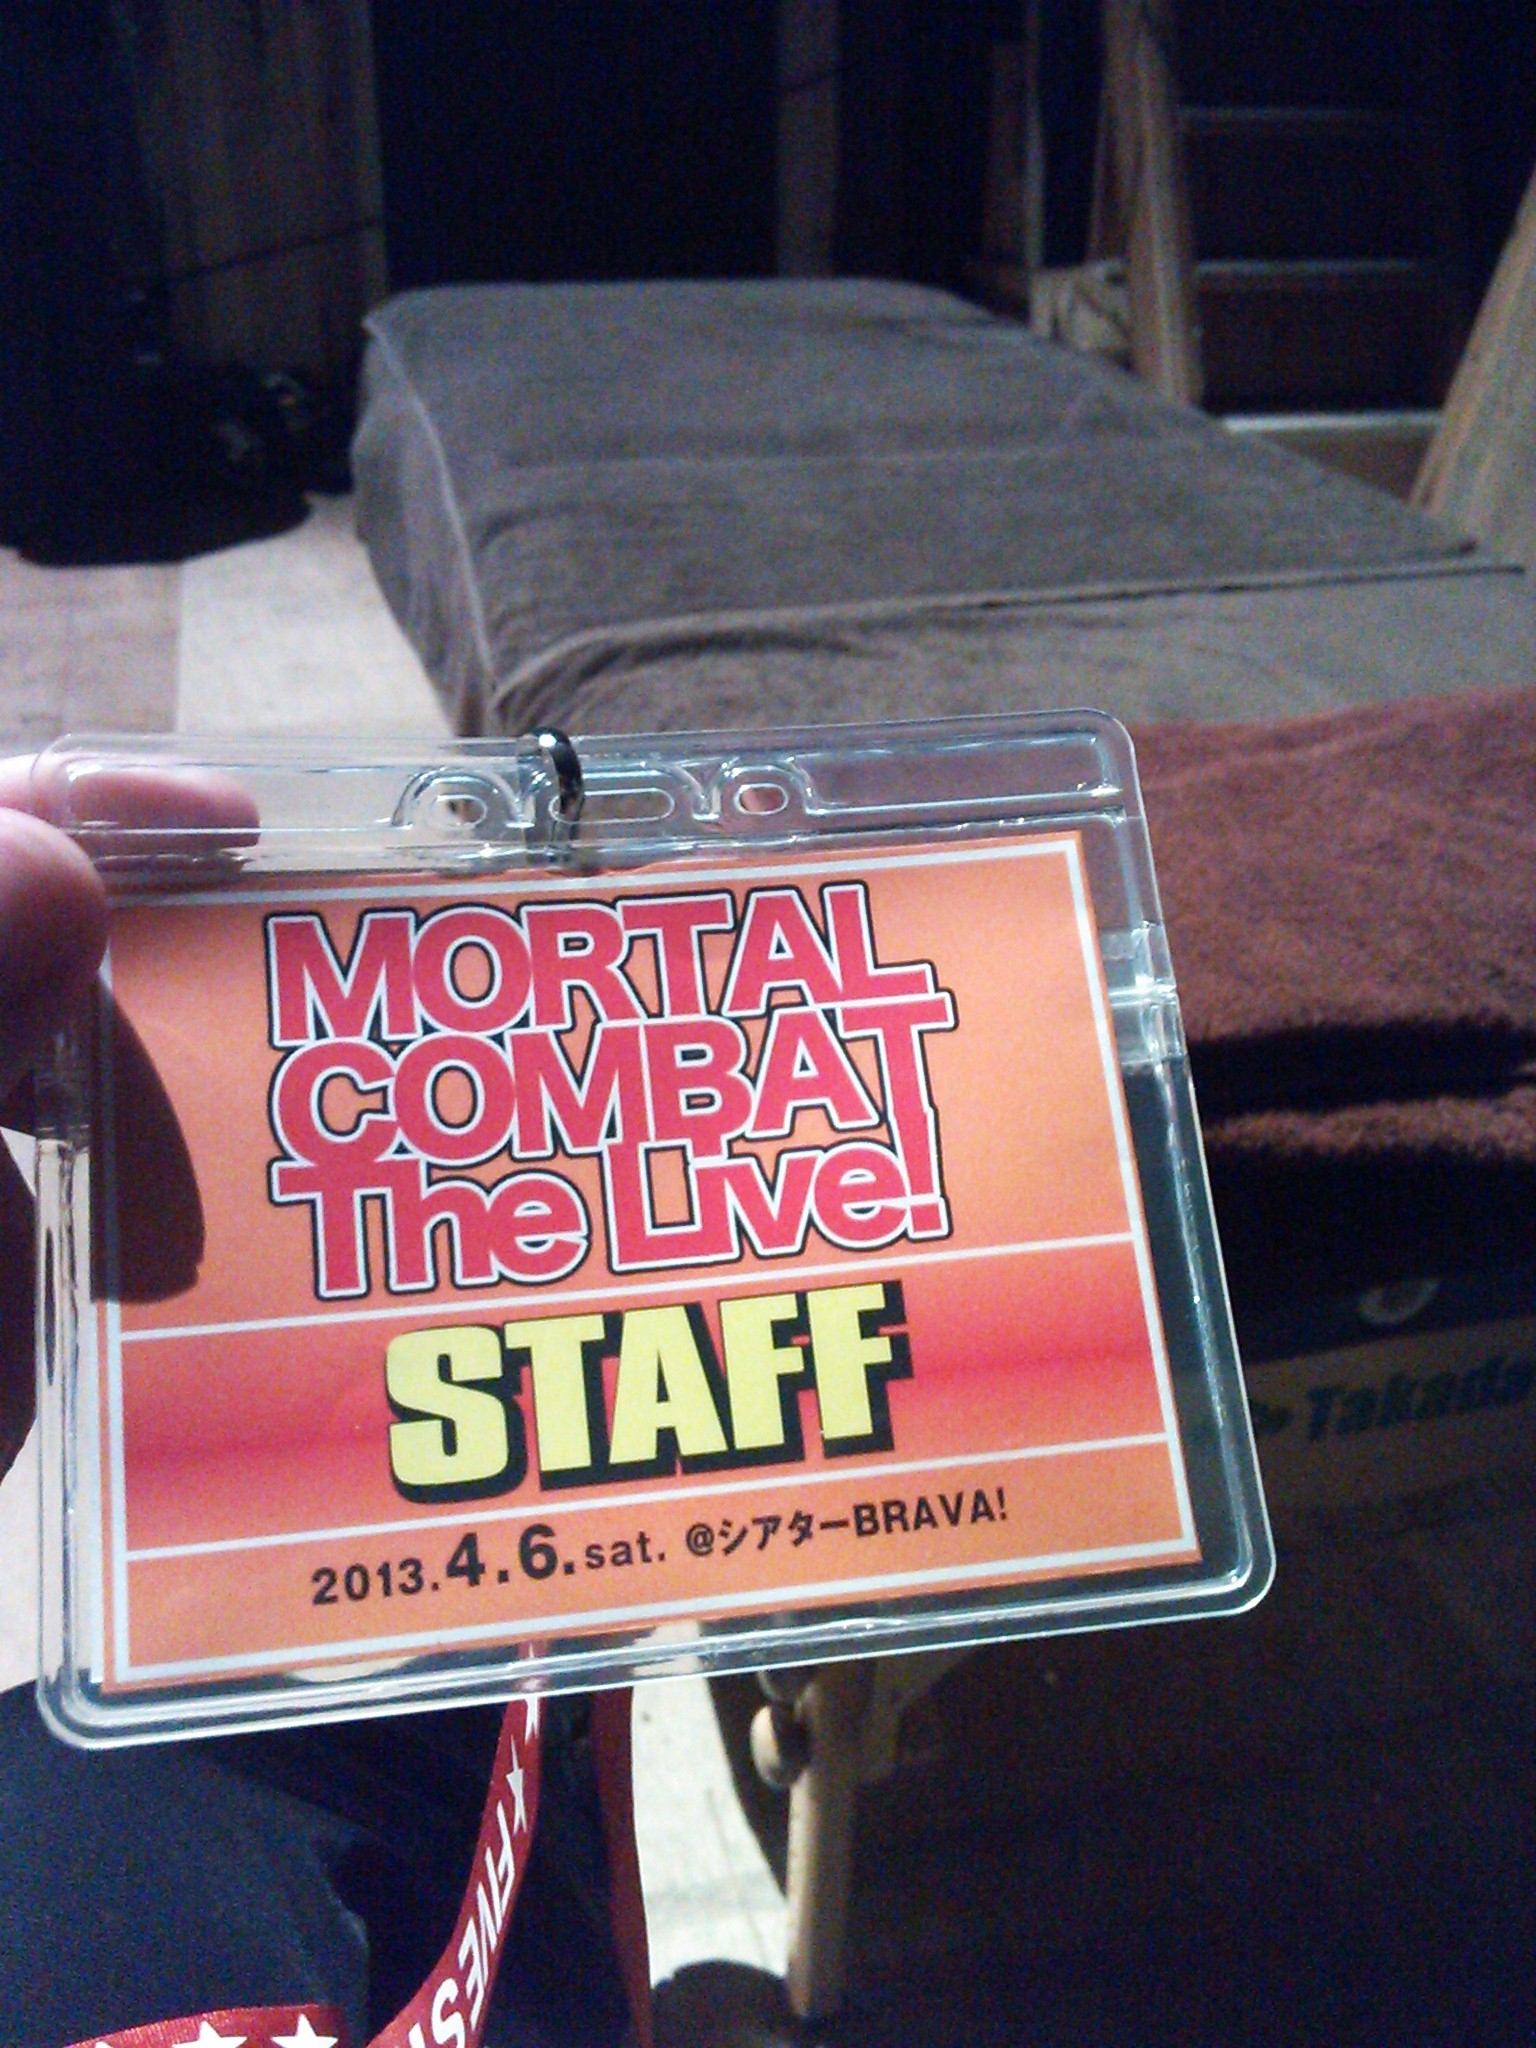 MORTAL
COMBAT
The Live!
STAFF
2013.4.6.sat. @シアターBRAVA!